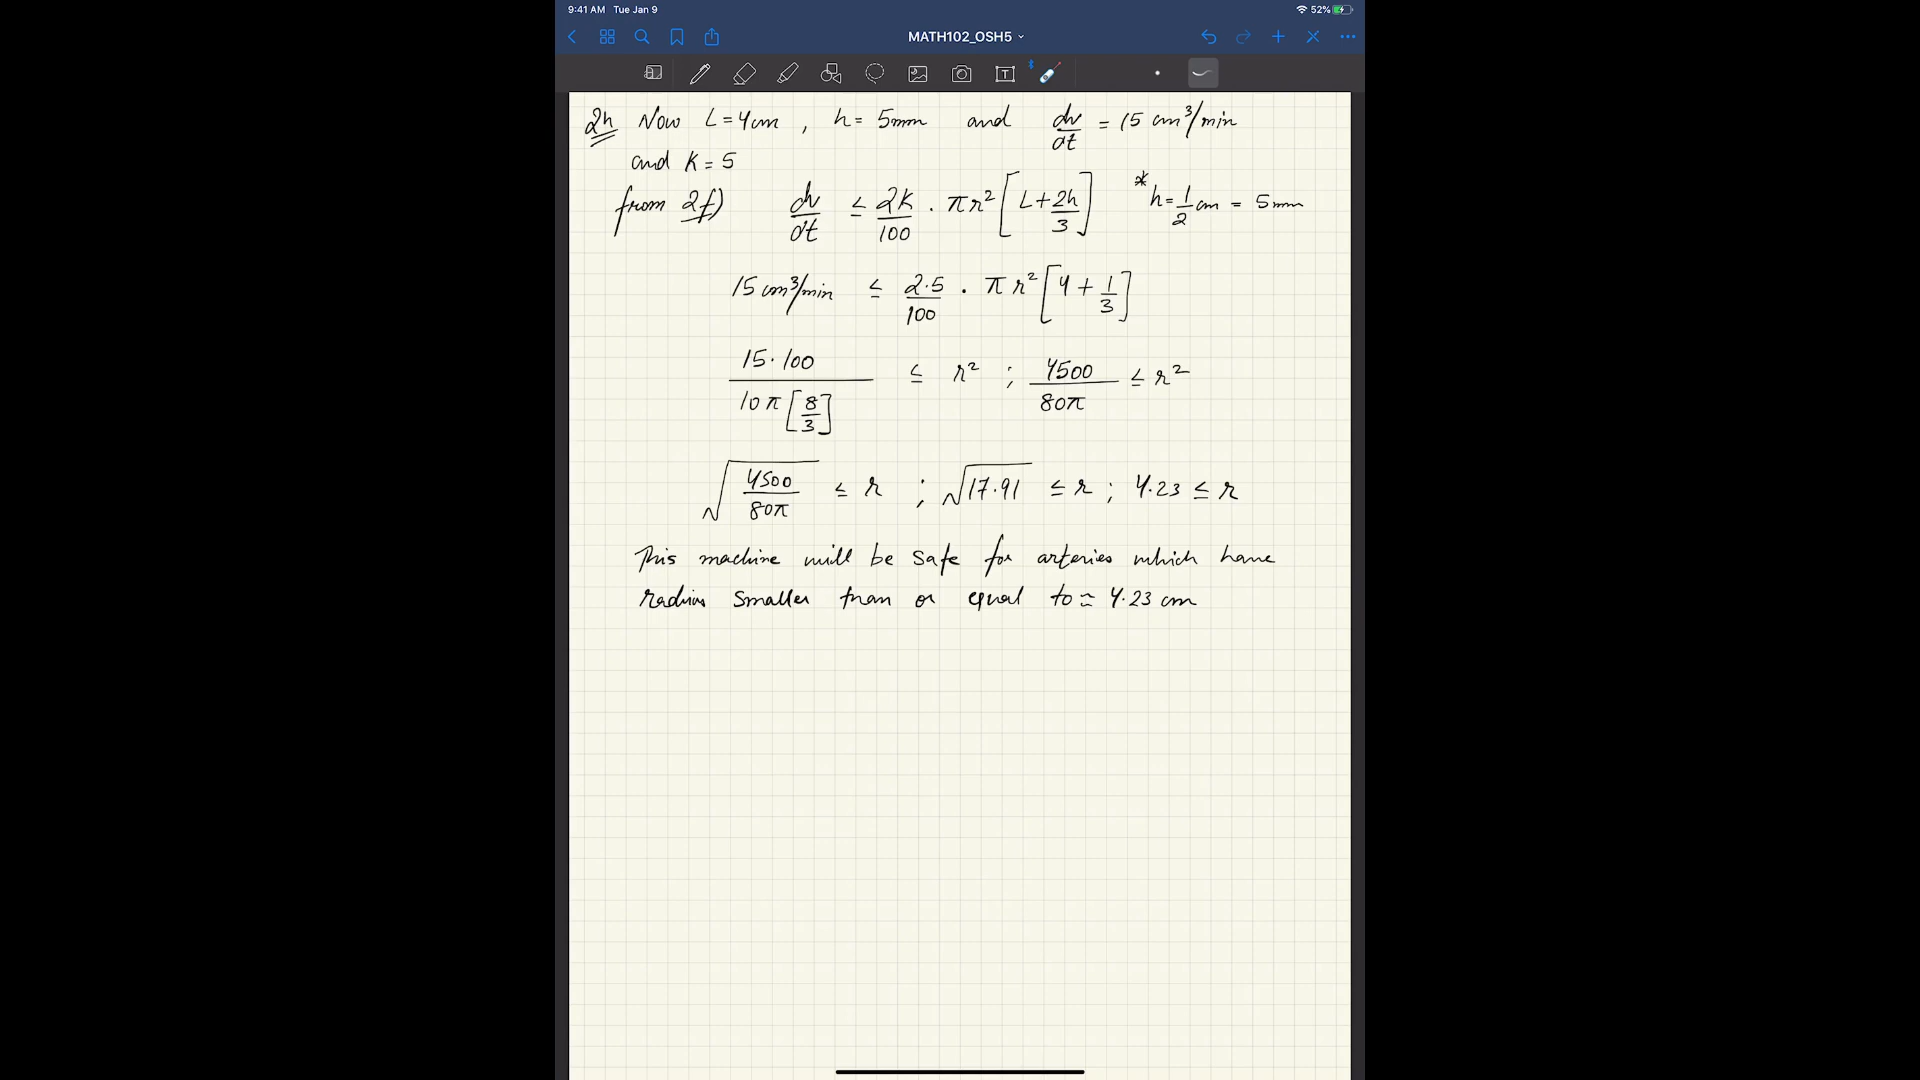 9:41 AM Tue Jan 9 52%
MATH102_OSH5
T
2h Now L=4cm, h= 5mm and dv/dt = 15 cm³/min
and K=5
from 2f) dv/dt ≤ 2K/100 · πr² [L+2h/3] * h=1/2 cm = 5mm
15cm³/min ≤ 2·5/100 · πr² [4 + 1/3]
15·100/10π[8/3] ≤ r² ; 4500/80π ≤ r²
√(4500/80π) ≤ r ; √17.91 ≤ r ; 4.23 ≤ r
This machine will be safe for arteries which have
radius smaller than or equal to ≃ 4.23 cm